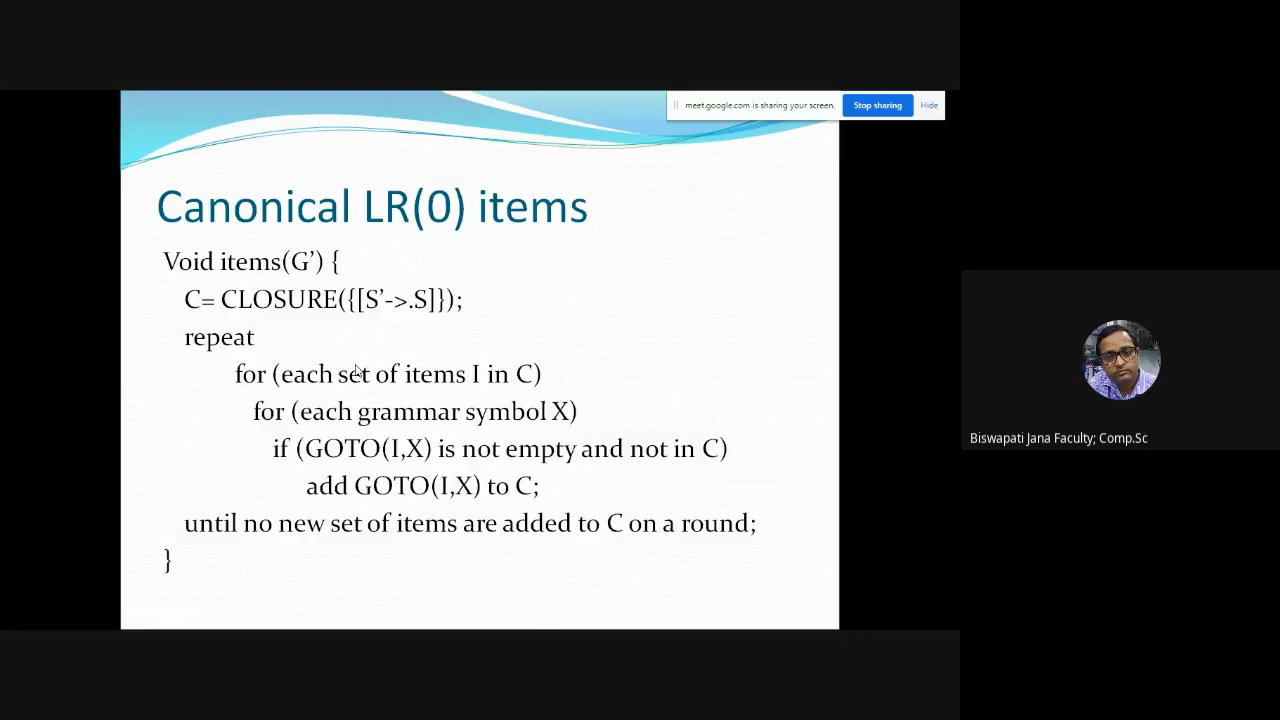 meet.google.com is sharing your screen. Stop sharing Hide
Canonical LR(0) items
Void items(G’) {
C= CLOSURE({[S’->.S]});
repeat
for (each set of items I in C)
for (each grammar symbol X)
if (GOTO(I,X) is not empty and not in C)
add GOTO(I,X) to C;
until no new set of items are added to C on a round;
}
Biswapati Jana Faculty; Comp.Sc